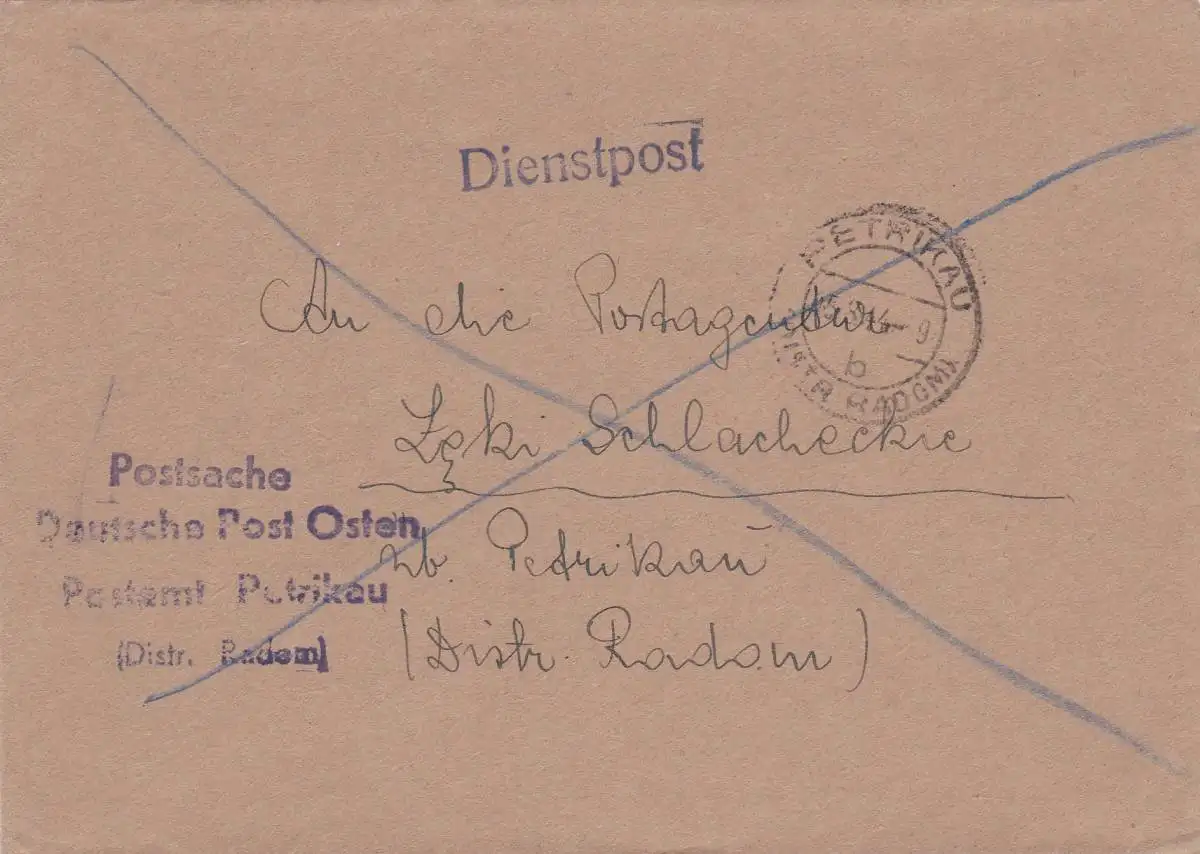 Dienstpost
PETRIKAU
b
(DISTR. RADOM)
An die Postagentur
Łęki Schlacheckie
Postsache
Deutsche Post Osten
Postamt Petrikau
(Distr. Radom)
ub. Petrikau
(Distr. Radom)